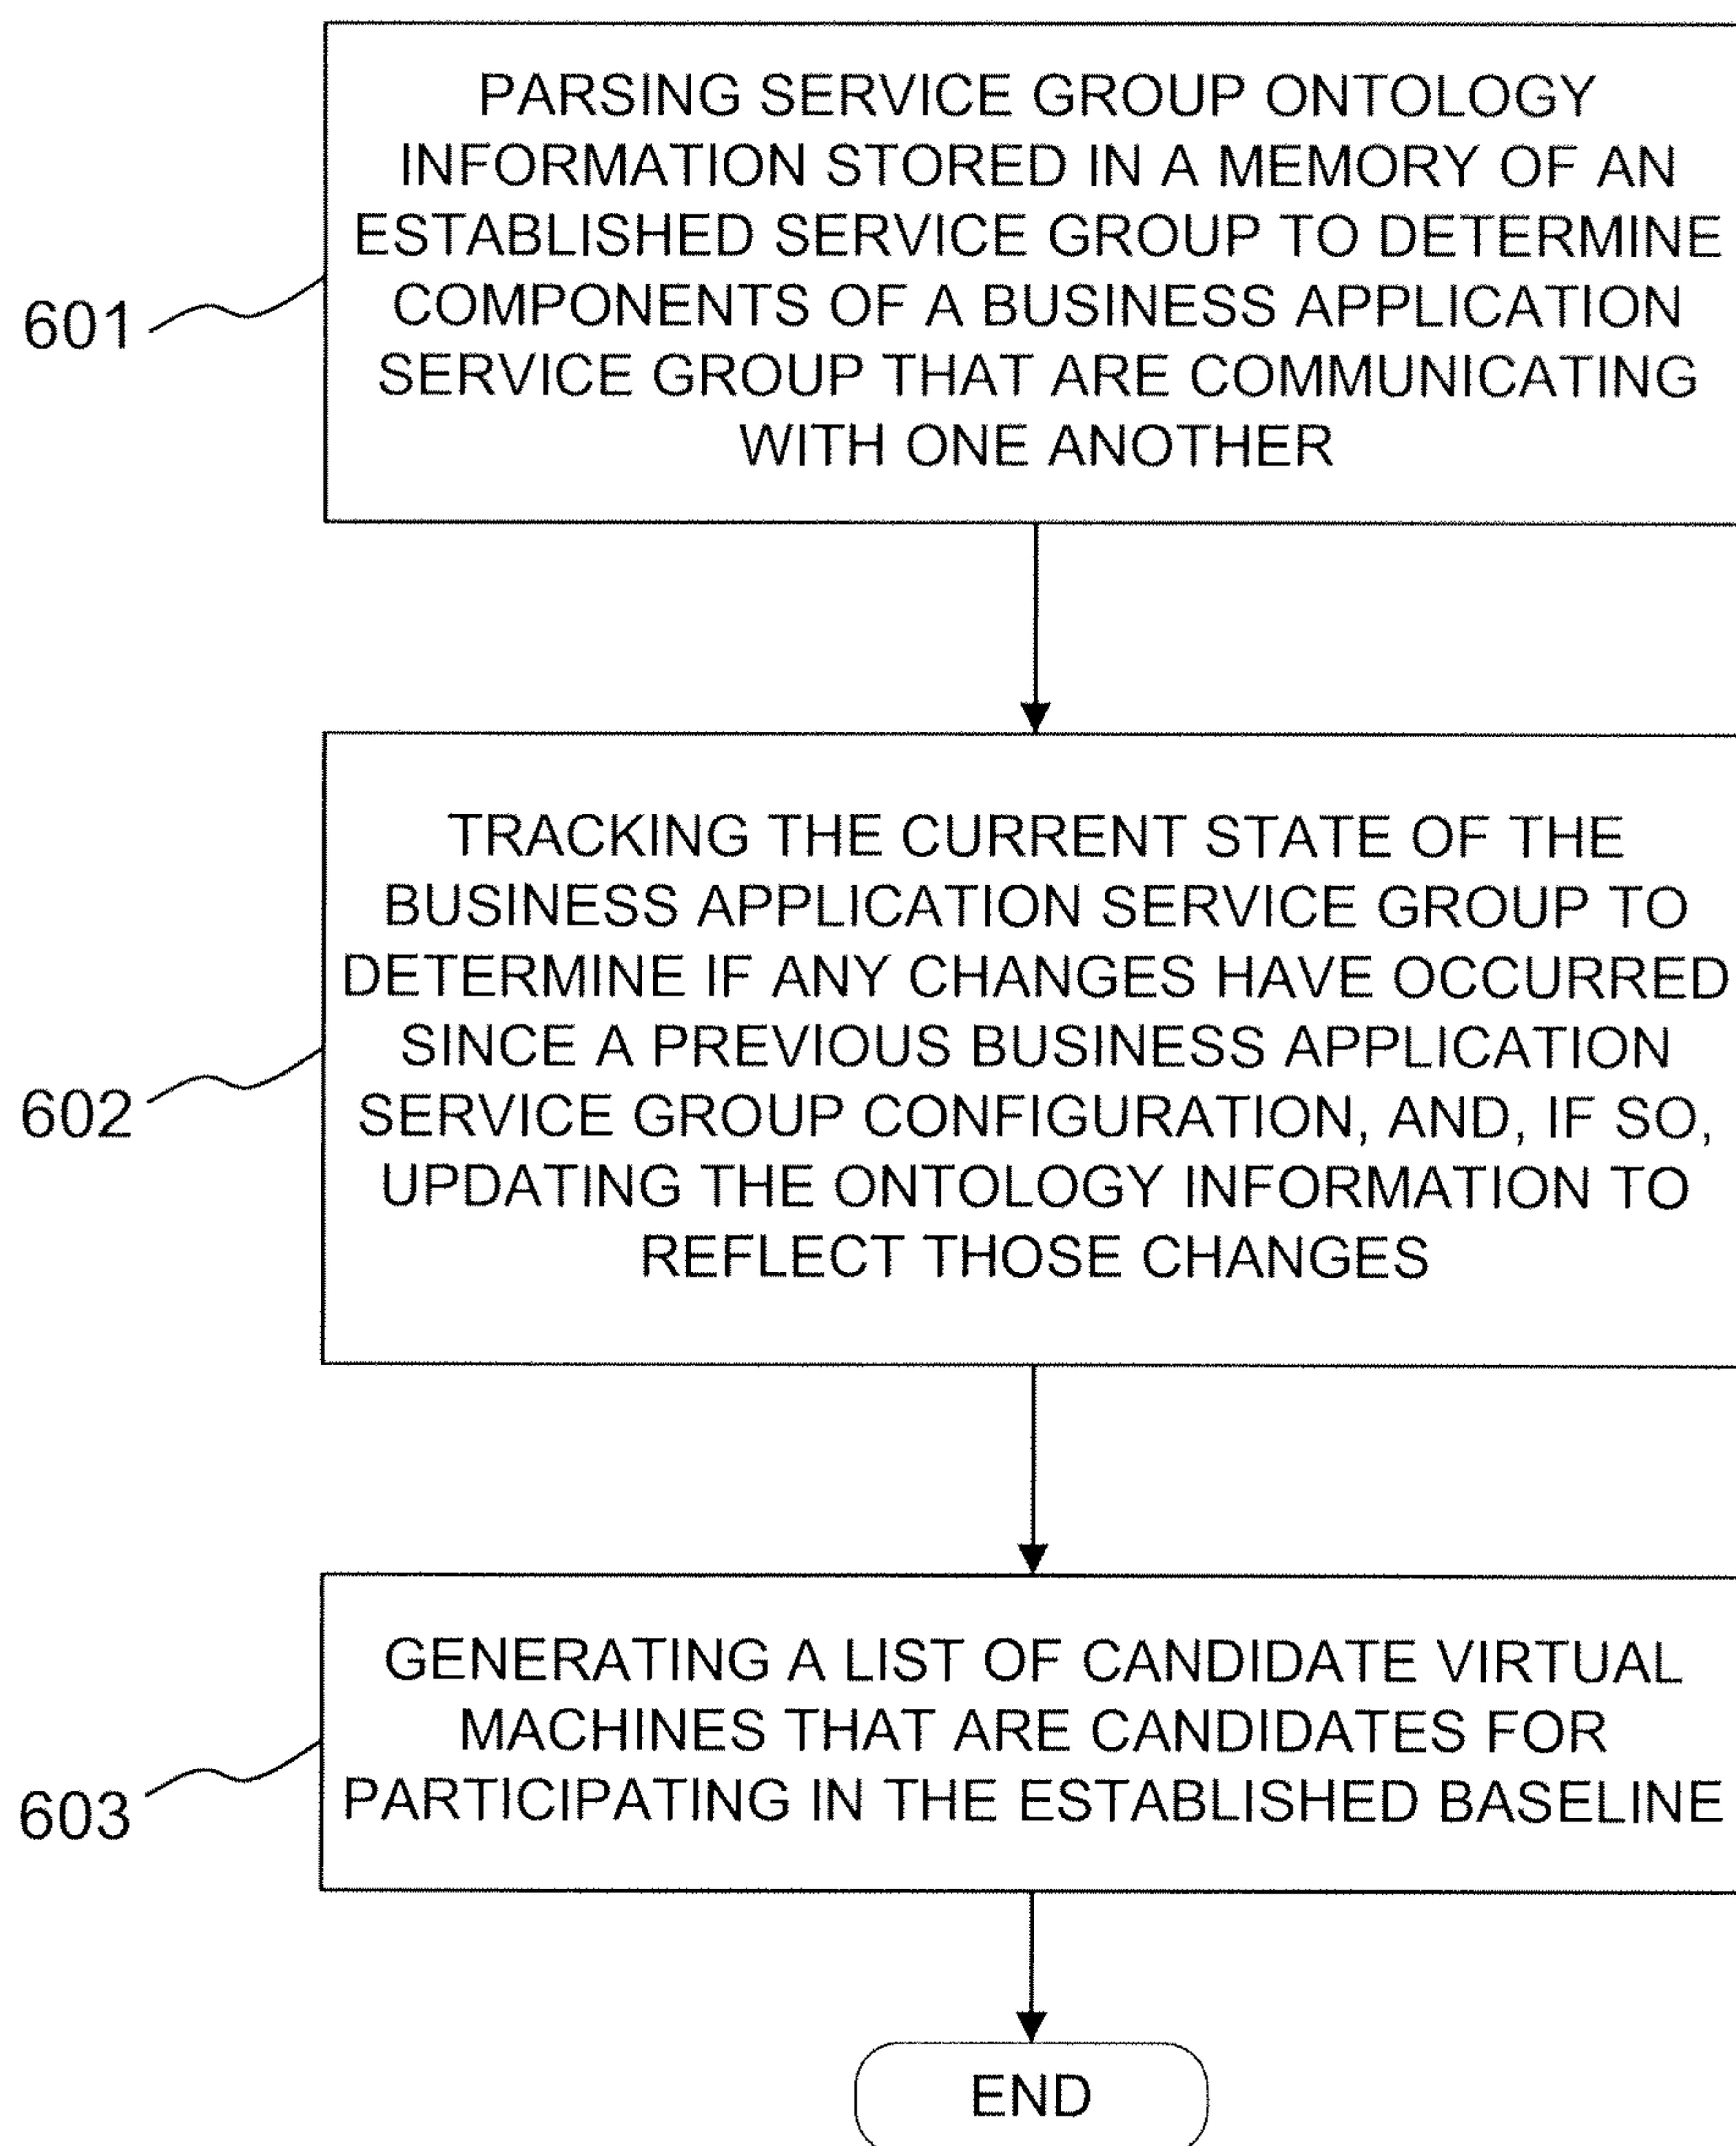 PARSING SERVICE GROUP ONTOLOGY
INFORMATION STORED IN A MEMORY OF AN
ESTABLISHED SERVICE GROUP TO DETERMINE
COMPONENTS OF A BUSINESS APPLICATION
SERVICE GROUP THAT ARE COMMUNICATING
WITH ONE ANOTHER
601
TRACKING THE CURRENT STATE OF THE
BUSINESS APPLICATION SERVICE GROUP TO
DETERMINE IF ANY CHANGES HAVE OCCURRED
SINCE A PREVIOUS BUSINESS APPLICATION
SERVICE GROUP CONFIGURATION, AND, IF SO,
UPDATING THE ONTOLOGY INFORMATION TO
REFLECT THOSE CHANGES
602
GENERATING A LIST OF CANDIDATE VIRTUAL
MACHINES THAT ARE CANDIDATES FOR
PARTICIPATING IN THE ESTABLISHED BASELINE
603
END